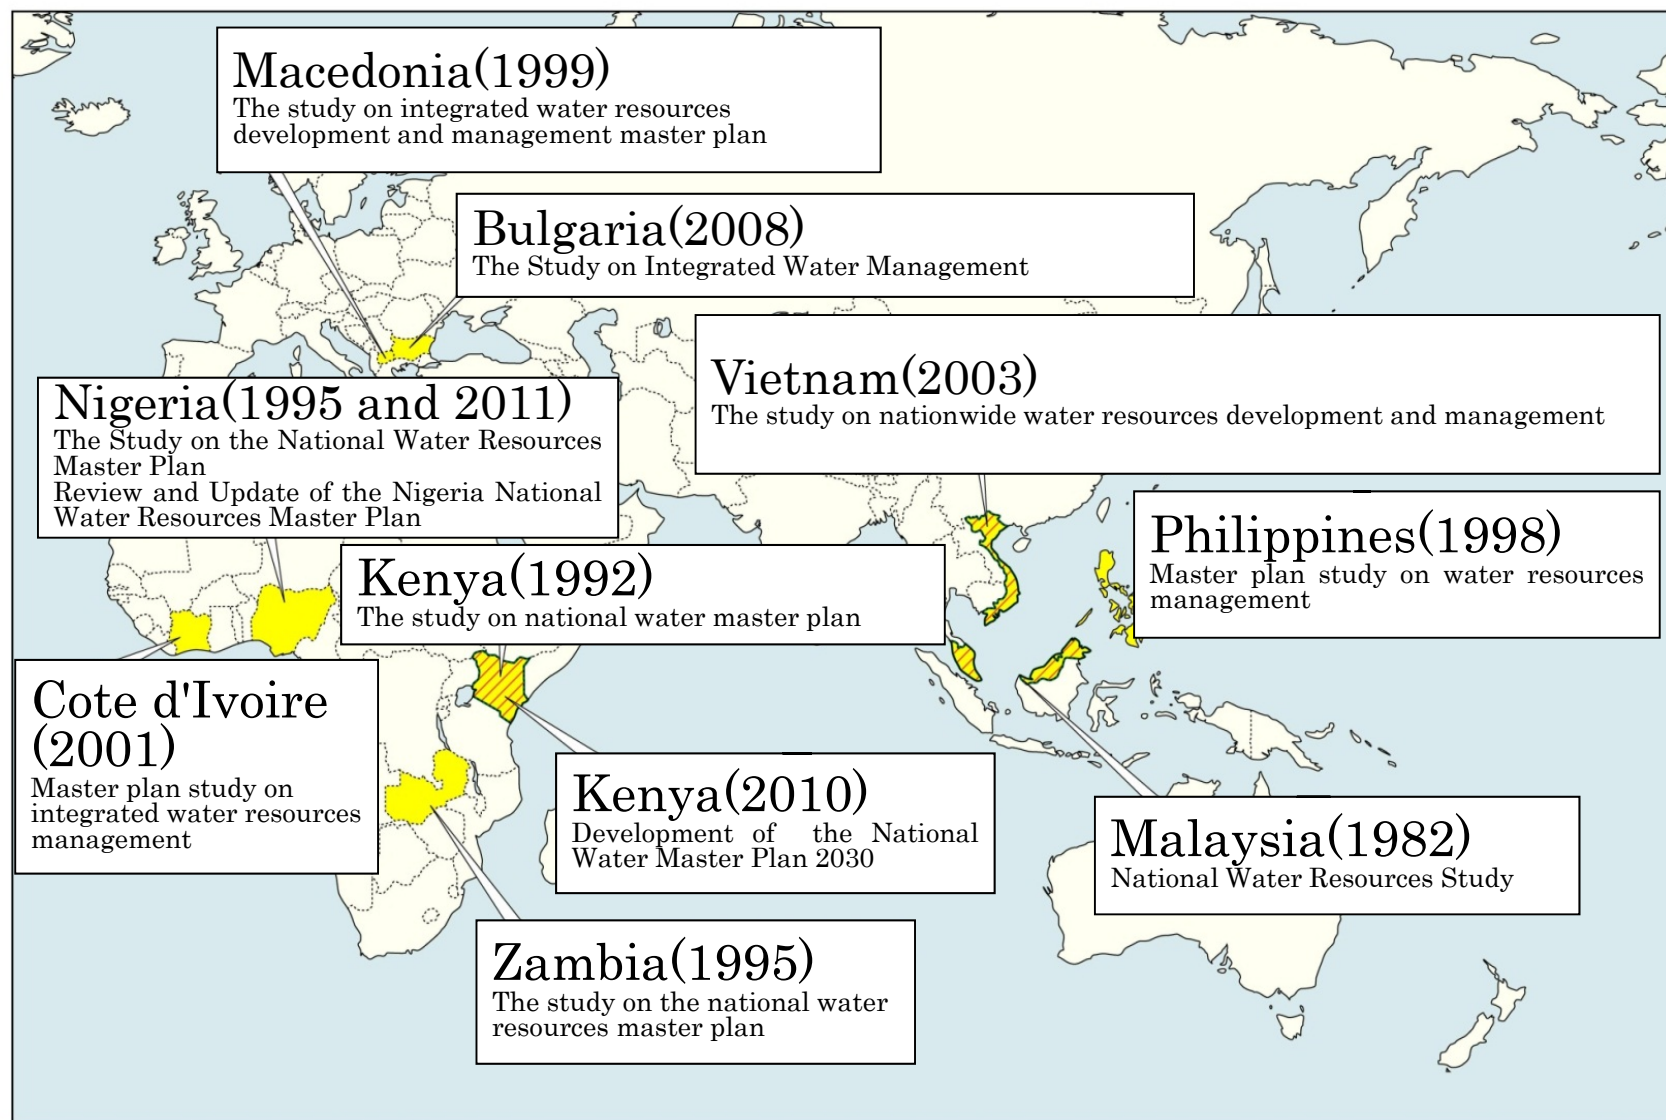 Macedonia(1999)
The study on integrated water resources
development and management master plan
Bulgaria(2008)
The Study on Integrated Water Management
Vietnam(2003)
The study on nationwide water resources development and management
Nigeria(1995 and 2011)
The Study on the National Water Resources
Master Plan
Review and Update of the Nigeria National
Water Resources Master Plan
Philippines(1998)
Master plan study on water resources
management
Kenya(1992)
The study on national water master plan
Cote d'Ivoire
(2001)
Master plan study on
integrated water resources
management
Kenya(2010)
Development of the National
Water Master Plan 2030
Malaysia(1982)
National Water Resources Study
Zambia(1995)
The study on the national water
resources master plan